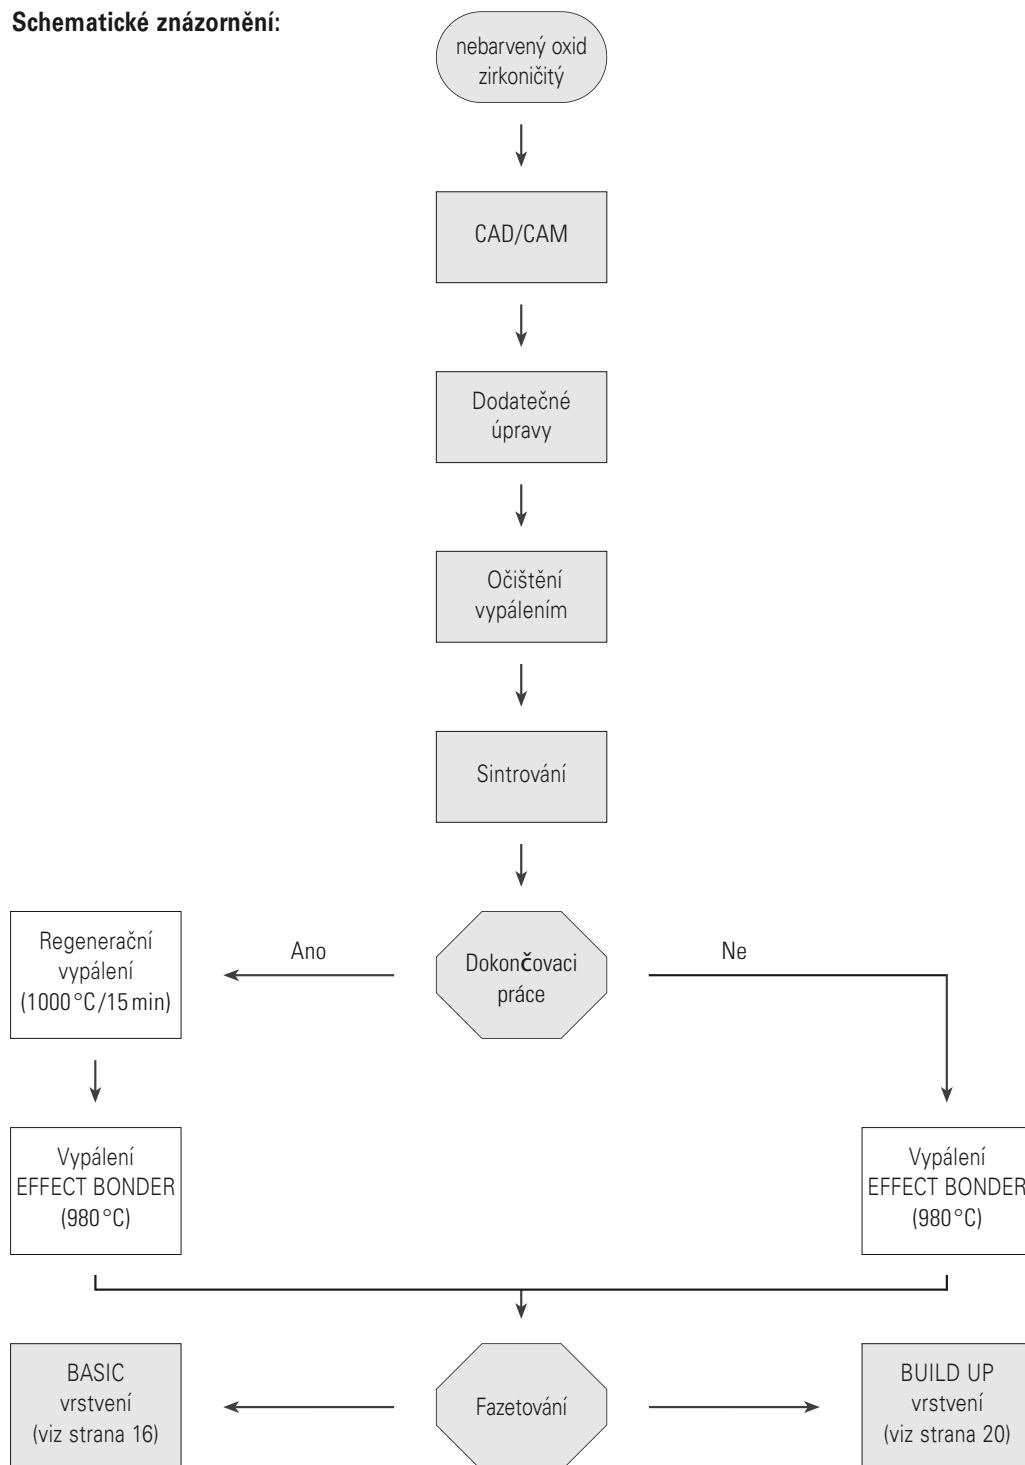 Schematické znázornění:
nebarvený oxid
zirkoničitý
CAD/CAM
Dodatečné
úpravy
Očištění
vypálením
Sintrování
Regenerační
vypálení
(1000 °C/15 min)
Ano
Dokončovaci
práce
Ne
Vypálení
EFFECT BONDER
(980 °C)
Vypálení
EFFECT BONDER
(980 °C)
BASIC
vrstvení
(viz strana 16)
Fazetování
BUILD UP
vrstvení
(viz strana 20)